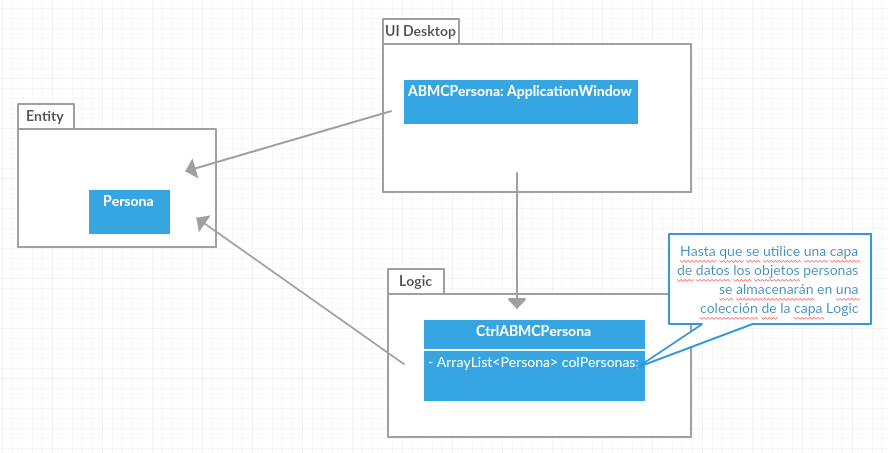 UI Desktop
ABMCPersona: ApplicationWindow
Entity
Persona
Logic
CtrlABMCPersona
- ArrayList<Persona> colPersonas:
Hasta que se utilice una capa
de datos los objetos personas
se almacenarán en una
colección de la capa Logic